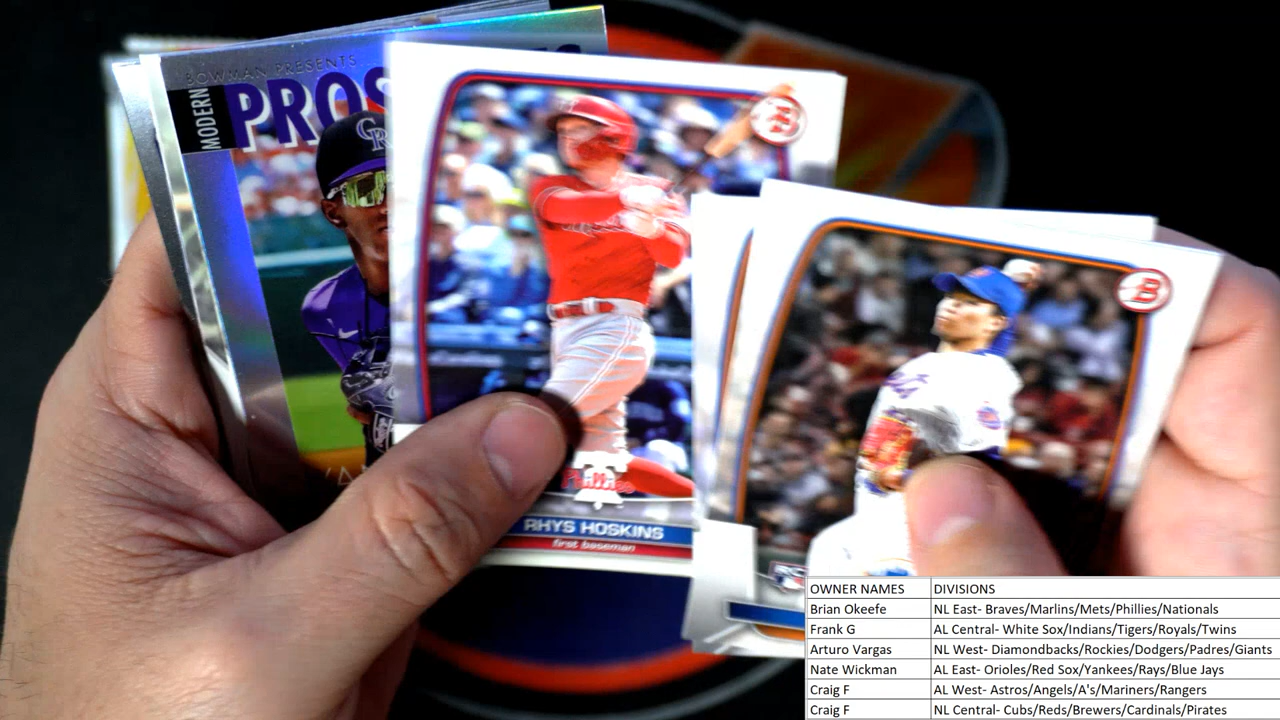 BOWMAN PRESENTS
MODERN
PROS
CR
B
B
Phillies
RHYS HOSKINS
first baseman
OWNER NAMES DIVISIONS
Brian Okeefe NL East- Braves/Marlins/Mets/Phillies/Nationals
Frank G AL Central- White Sox/Indians/Tigers/Royals/Twins
Arturo Vargas NL West- Diamondbacks/Rockies/Dodgers/Padres/Giants
Nate Wickman AL East- Orioles/Red Sox/Yankees/Rays/Blue Jays
Craig F AL West- Astros/Angels/A's/Mariners/Rangers
Craig F NL Central- Cubs/Reds/Brewers/Cardinals/Pirates